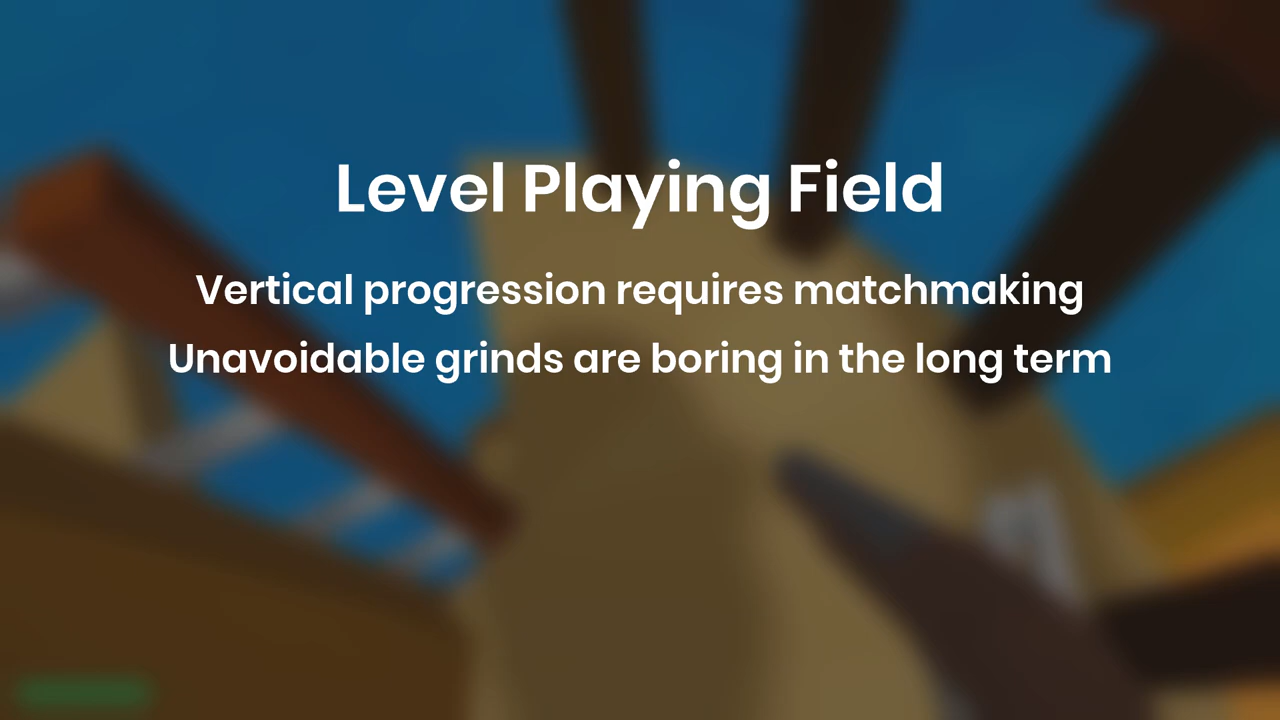 Level Playing Field
Vertical progression requires matchmaking
Unavoidable grinds are boring in the long term